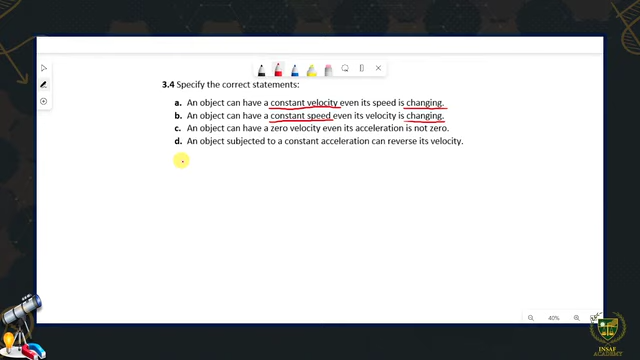 3.4 Specify the correct statements:
a. An object can have a constant velocity even its speed is changing.
b. An object can have a constant speed even its velocity is changing.
c. An object can have a zero velocity even its acceleration is not zero.
d. An object subjected to a constant acceleration can reverse its velocity.
40%
INSAF
ACADEMY